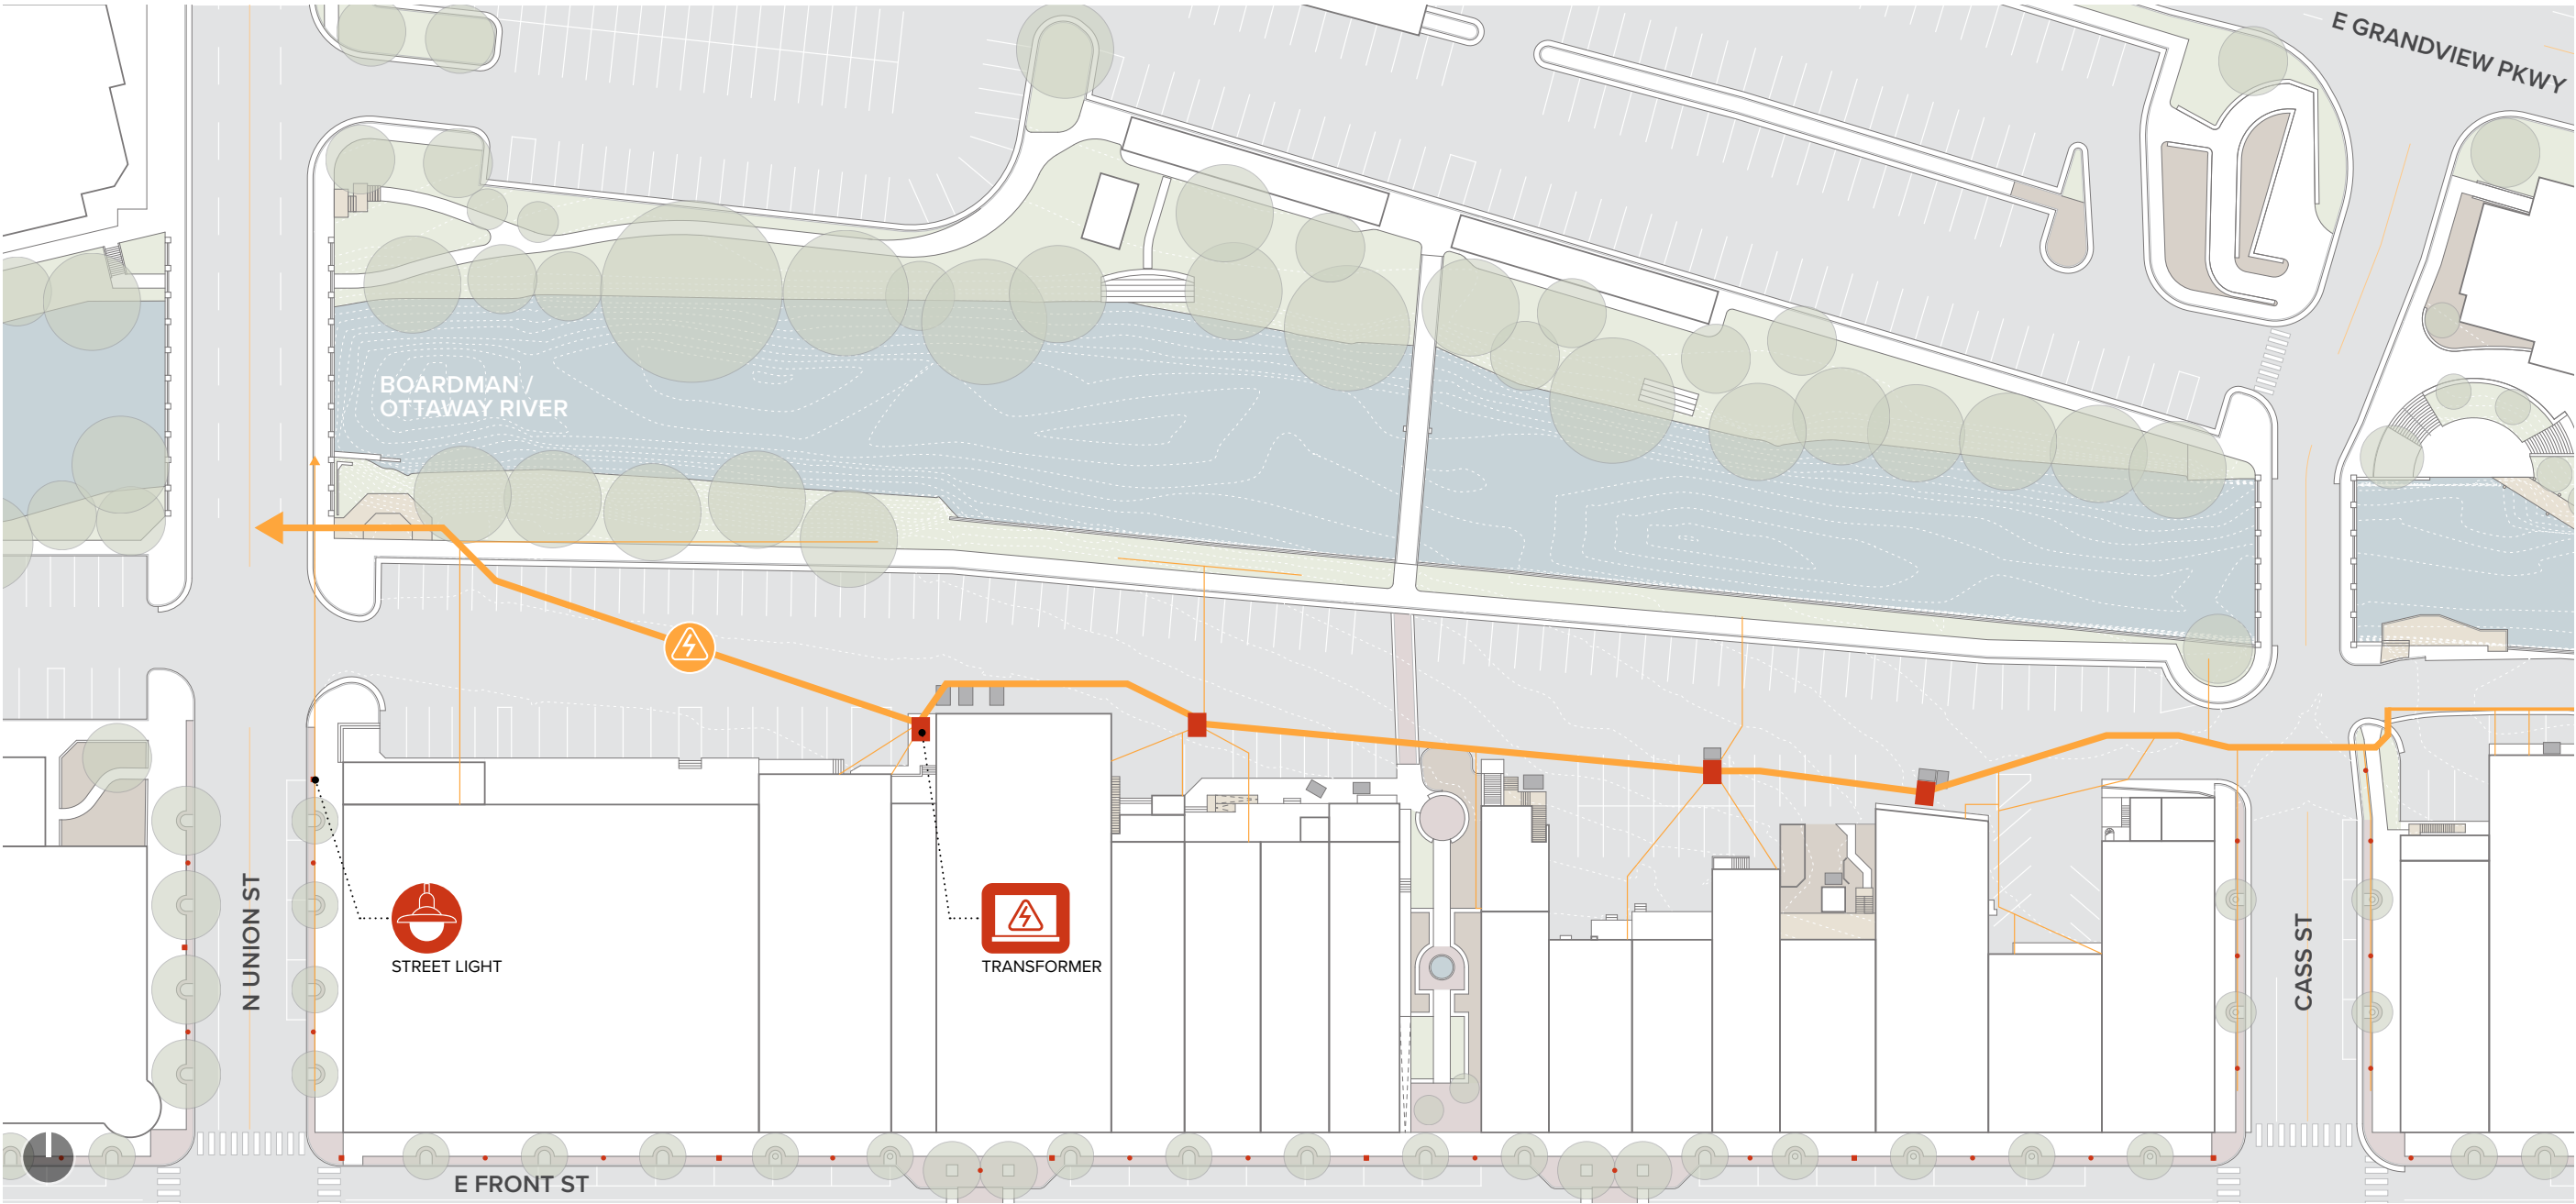 E GRANDVIEW PKWY
BOARDMAN /
OTTAWAY RIVER
N UNION ST
STREET LIGHT
TRANSFORMER
CASS ST
E FRONT ST